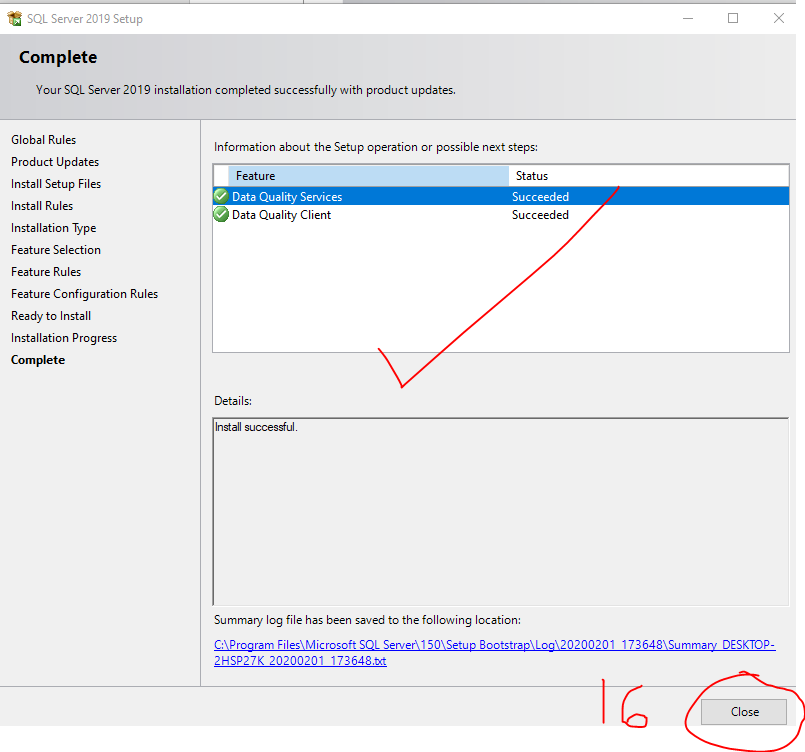 SQL Server 2019 Setup
Complete
Your SQL Server 2019 installation completed successfully with product updates.
Global Rules
Product Updates
Install Setup Files
Install Rules
Installation Type
Feature Selection
Feature Rules
Feature Configuration Rules
Ready to Install
Installation Progress
Complete
Information about the Setup operation or possible next steps:
Feature Status
Data Quality Services Succeeded
Data Quality Client Succeeded
Details:
Install successful.
Summary log file has been saved to the following location:
C:\Program Files\Microsoft SQL Server\150\Setup Bootstrap\Log\20200201_173648\Summary_DESKTOP-
2HSP27K_20200201_173648.txt
16
Close